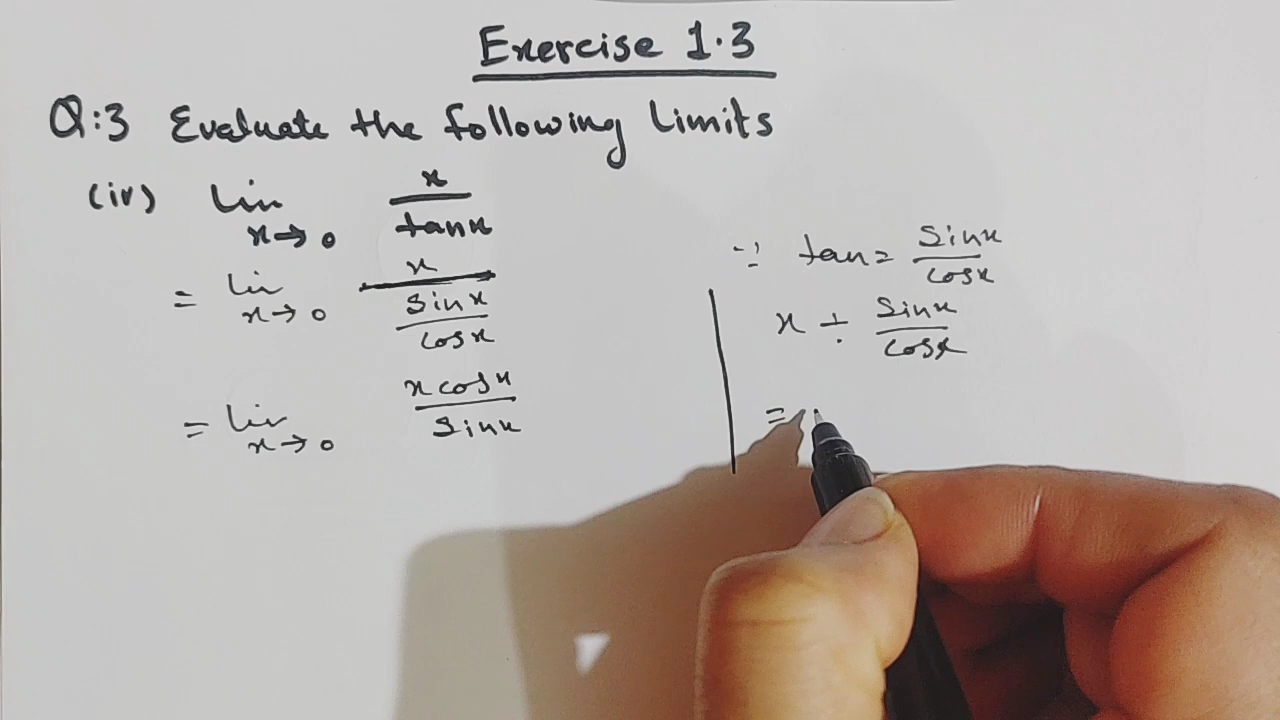 Exercise 1.3
Q:3 Evaluate the following Limits
(iv) lim x→0 x/tanx
= lim x→0 x/(sinx/cosx)
= lim x→0 x cosx/sinx
∵ tan = sinx/cosx
x ÷ sinx/cosx
=